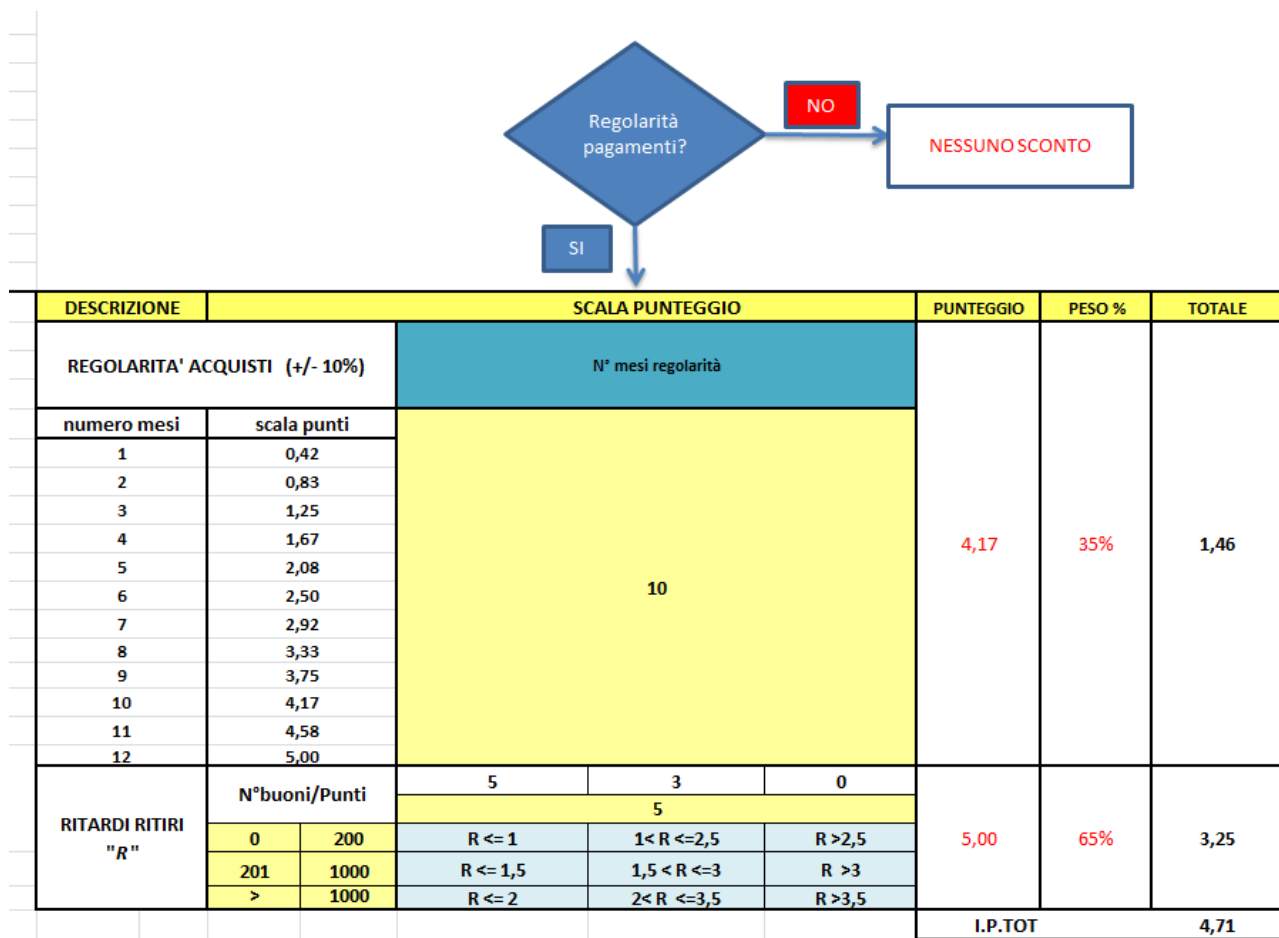 Regolarità
pagamenti?
NO
NESSUNO SCONTO
SI
DESCRIZIONE SCALA PUNTEGGIO PUNTEGGIO PESO % TOTALE
REGOLARITA' ACQUISTI (+/- 10%) N° mesi regolarità
numero mesi scala punti
1 0,42
2 0,83
3 1,25
4 1,67
5 2,08
6 2,50
7 2,92
8 3,33
9 3,75
10 4,17
11 4,58
12 5,00
10
4,17 35% 1,46
RITARDI RITIRI
"R"
N°buoni/Punti
5 3 0
5
0 200 R <= 1 1< R <=2,5 R >2,5
201 1000 R <= 1,5 1,5 < R <=3 R >3
> 1000 R <= 2 2< R <=3,5 R >3,5
5,00 65% 3,25
I.P.TOT 4,71